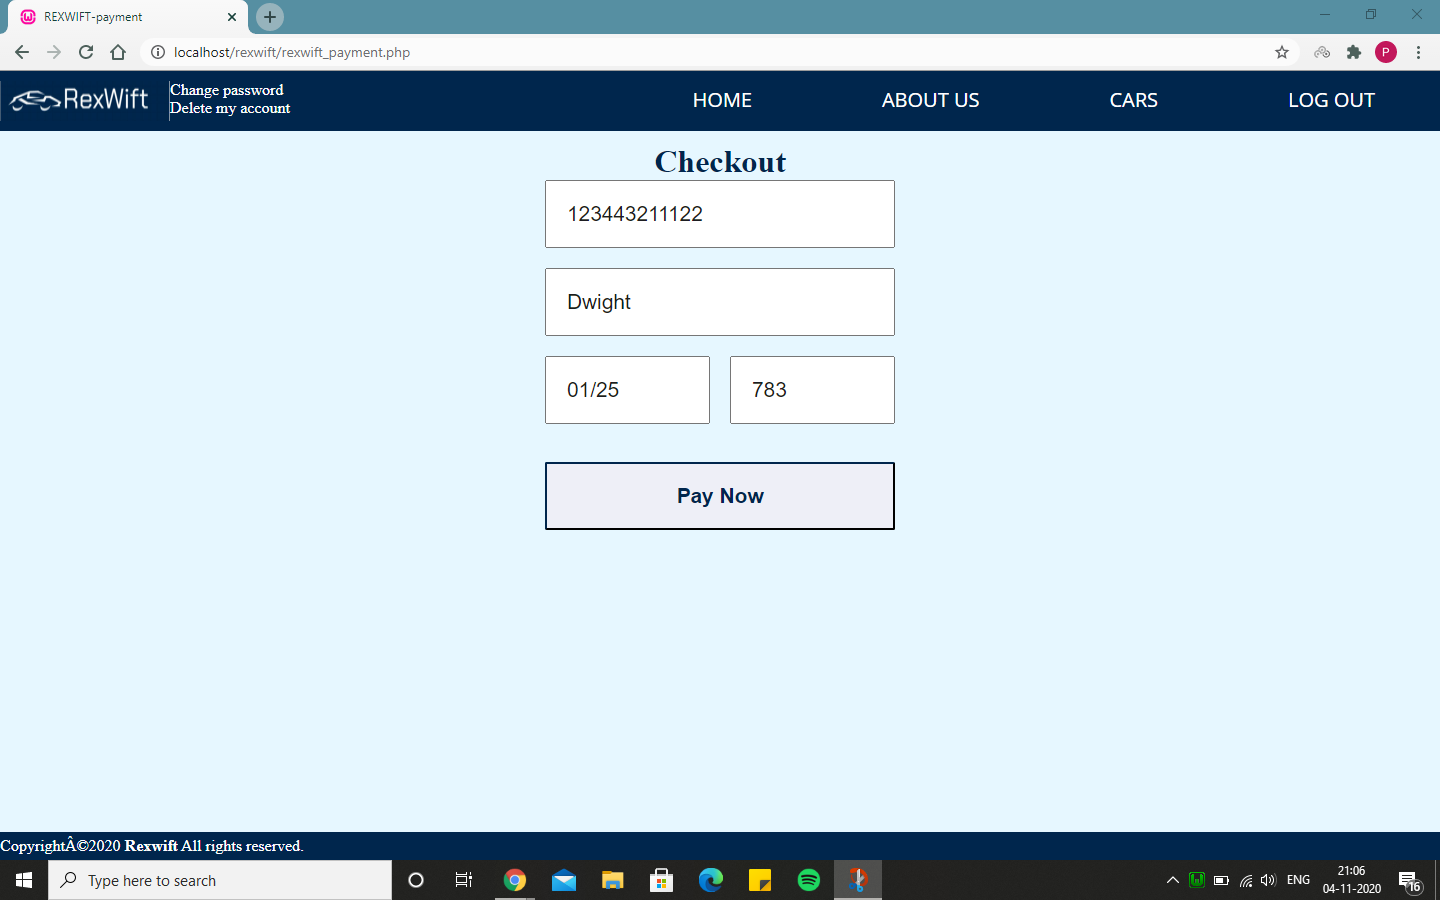 REXWIFT-payment
localhost/rexwift/rexwift_payment.php
P
RexWift
Change password
Delete my account
HOME
ABOUT US
CARS
LOG OUT
Checkout
123443211122
Dwight
01/25
783
Pay Now
CopyrightÂ©2020 Rexwift All rights reserved.
Type here to search
ENG
21:06
04-11-2020
16